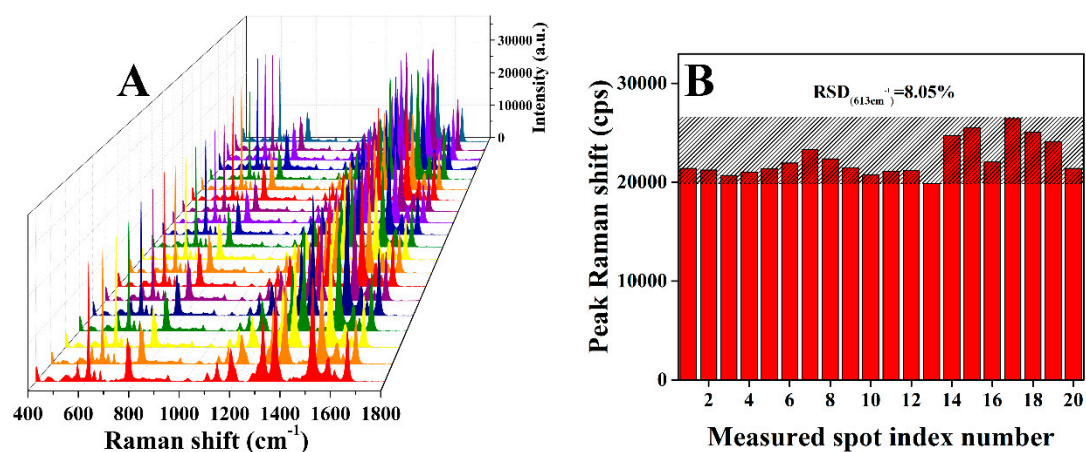 A
30000
20000
10000
0
Intensity (a.u.)
400 600 800 1000 1200 1400 1600 1800
Raman shift (cm⁻¹)
B
RSD(613cm⁻¹)=8.05%
30000
20000
10000
0
Peak Raman shift (cps)
2 4 6 8 10 12 14 16 18 20
Measured spot index number